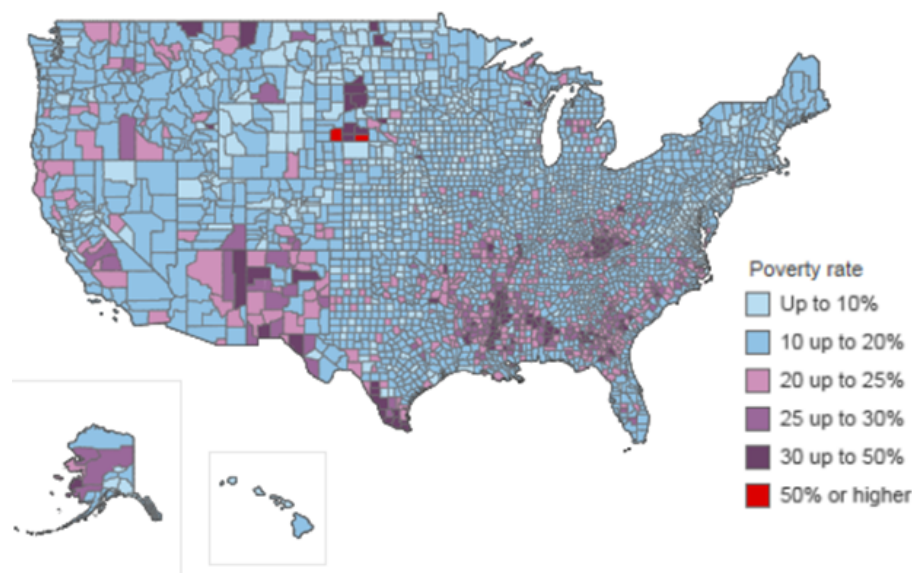 Poverty rate
Up to 10%
10 up to 20%
20 up to 25%
25 up to 30%
30 up to 50%
50% or higher